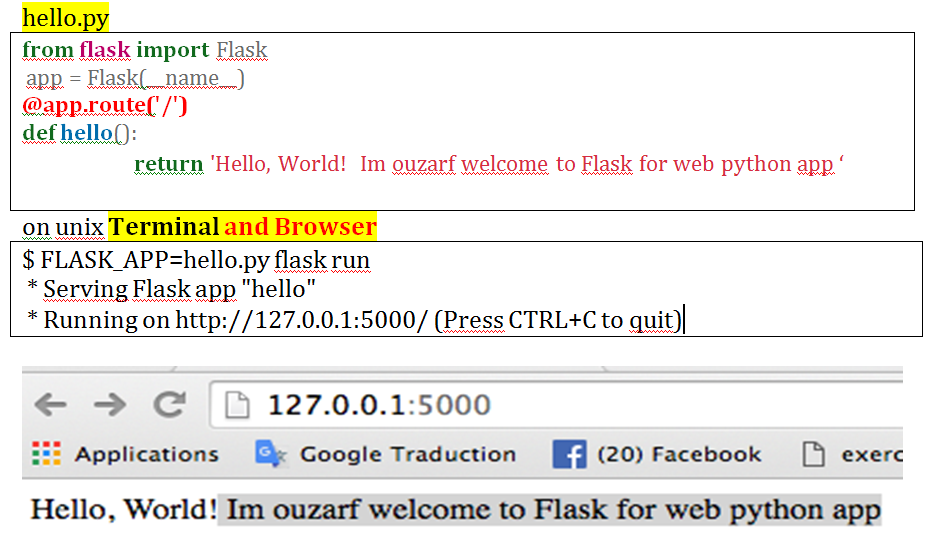 hello.py
from flask import Flask
app = Flask(__name__)
@app.route('/')
def hello():
return 'Hello, World!  Im ouzarf welcome to Flask for web python app ‘
on unix Terminal and Browser
$ FLASK_APP=hello.py flask run
* Serving Flask app "hello"
* Running on http://127.0.0.1:5000/ (Press CTRL+C to quit)
127.0.0.1:5000
Applications Google Traduction (20) Facebook exerc
Hello, World! Im ouzarf welcome to Flask for web python app